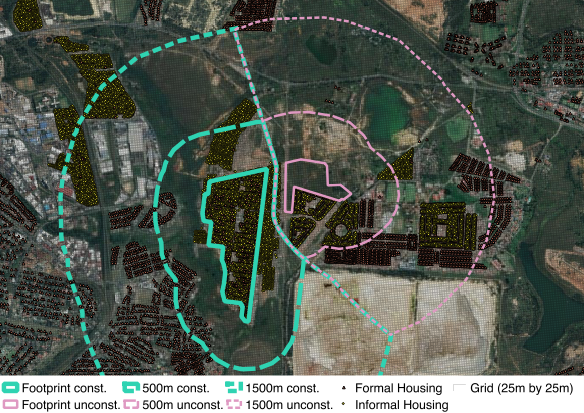 Footprint const. 500m const. 1500m const. Formal Housing Grid (25m by 25m)
Footprint unconst. 500m unconst. 1500m unconst. Informal Housing